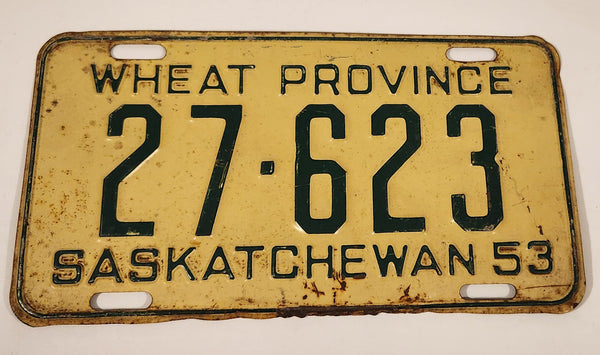 WHEAT PROVINCE
27·623
SASKATCHEWAN 53